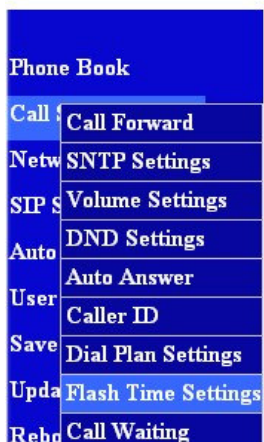 Phone Book
Call
Call Forward
Netw
SNTP Settings
SIP
Volume Settings
DND Settings
Auto
Auto Answer
User
Caller ID
Save
Dial Plan Settings
Upda
Flash Time Settings
Rebo
Call Waiting